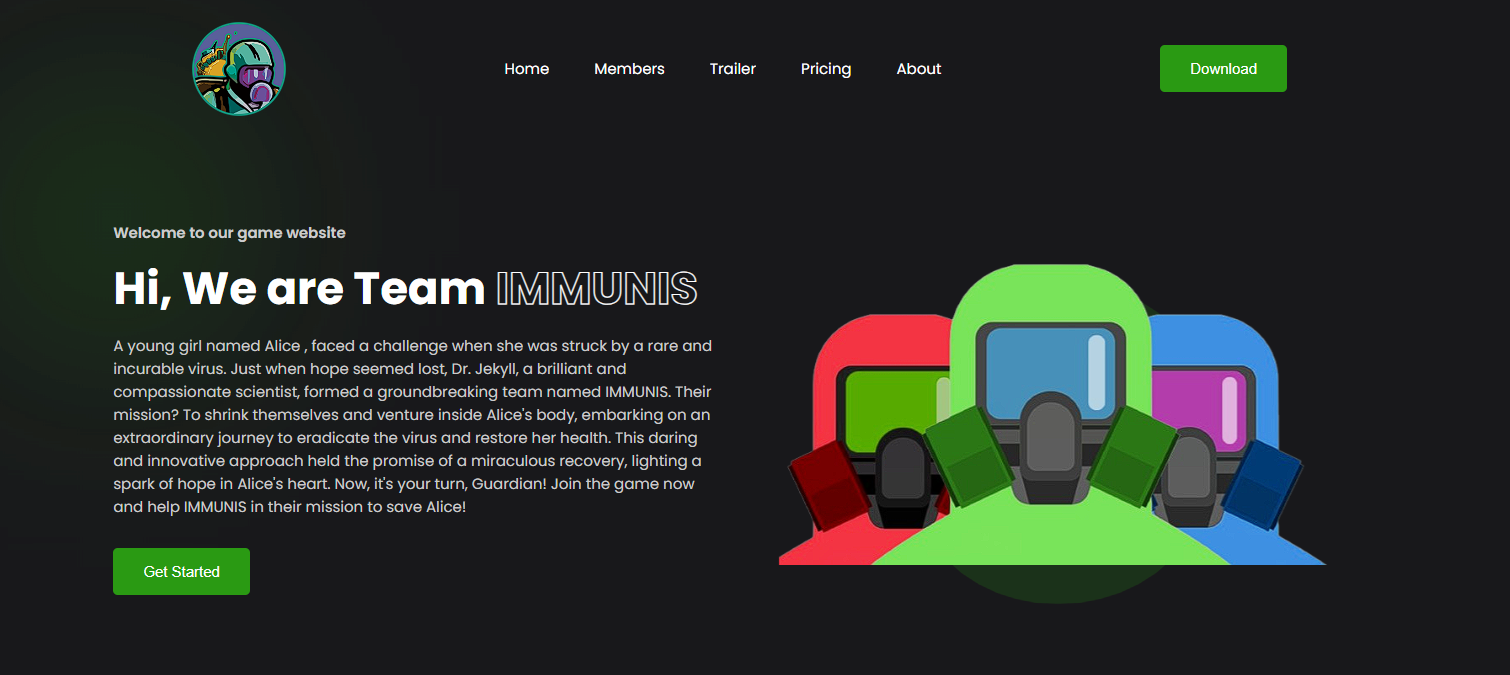 Home Members Trailer Pricing About Download
Welcome to our game website
Hi, We are Team IMMUNIS
A young girl named Alice , faced a challenge when she was struck by a rare and
incurable virus. Just when hope seemed lost, Dr. Jekyll, a brilliant and
compassionate scientist, formed a groundbreaking team named IMMUNIS. Their
mission? To shrink themselves and venture inside Alice's body, embarking on an
extraordinary journey to eradicate the virus and restore her health. This daring
and innovative approach held the promise of a miraculous recovery, lighting a
spark of hope in Alice's heart. Now, it's your turn, Guardian! Join the game now
and help IMMUNIS in their mission to save Alice!
Get Started